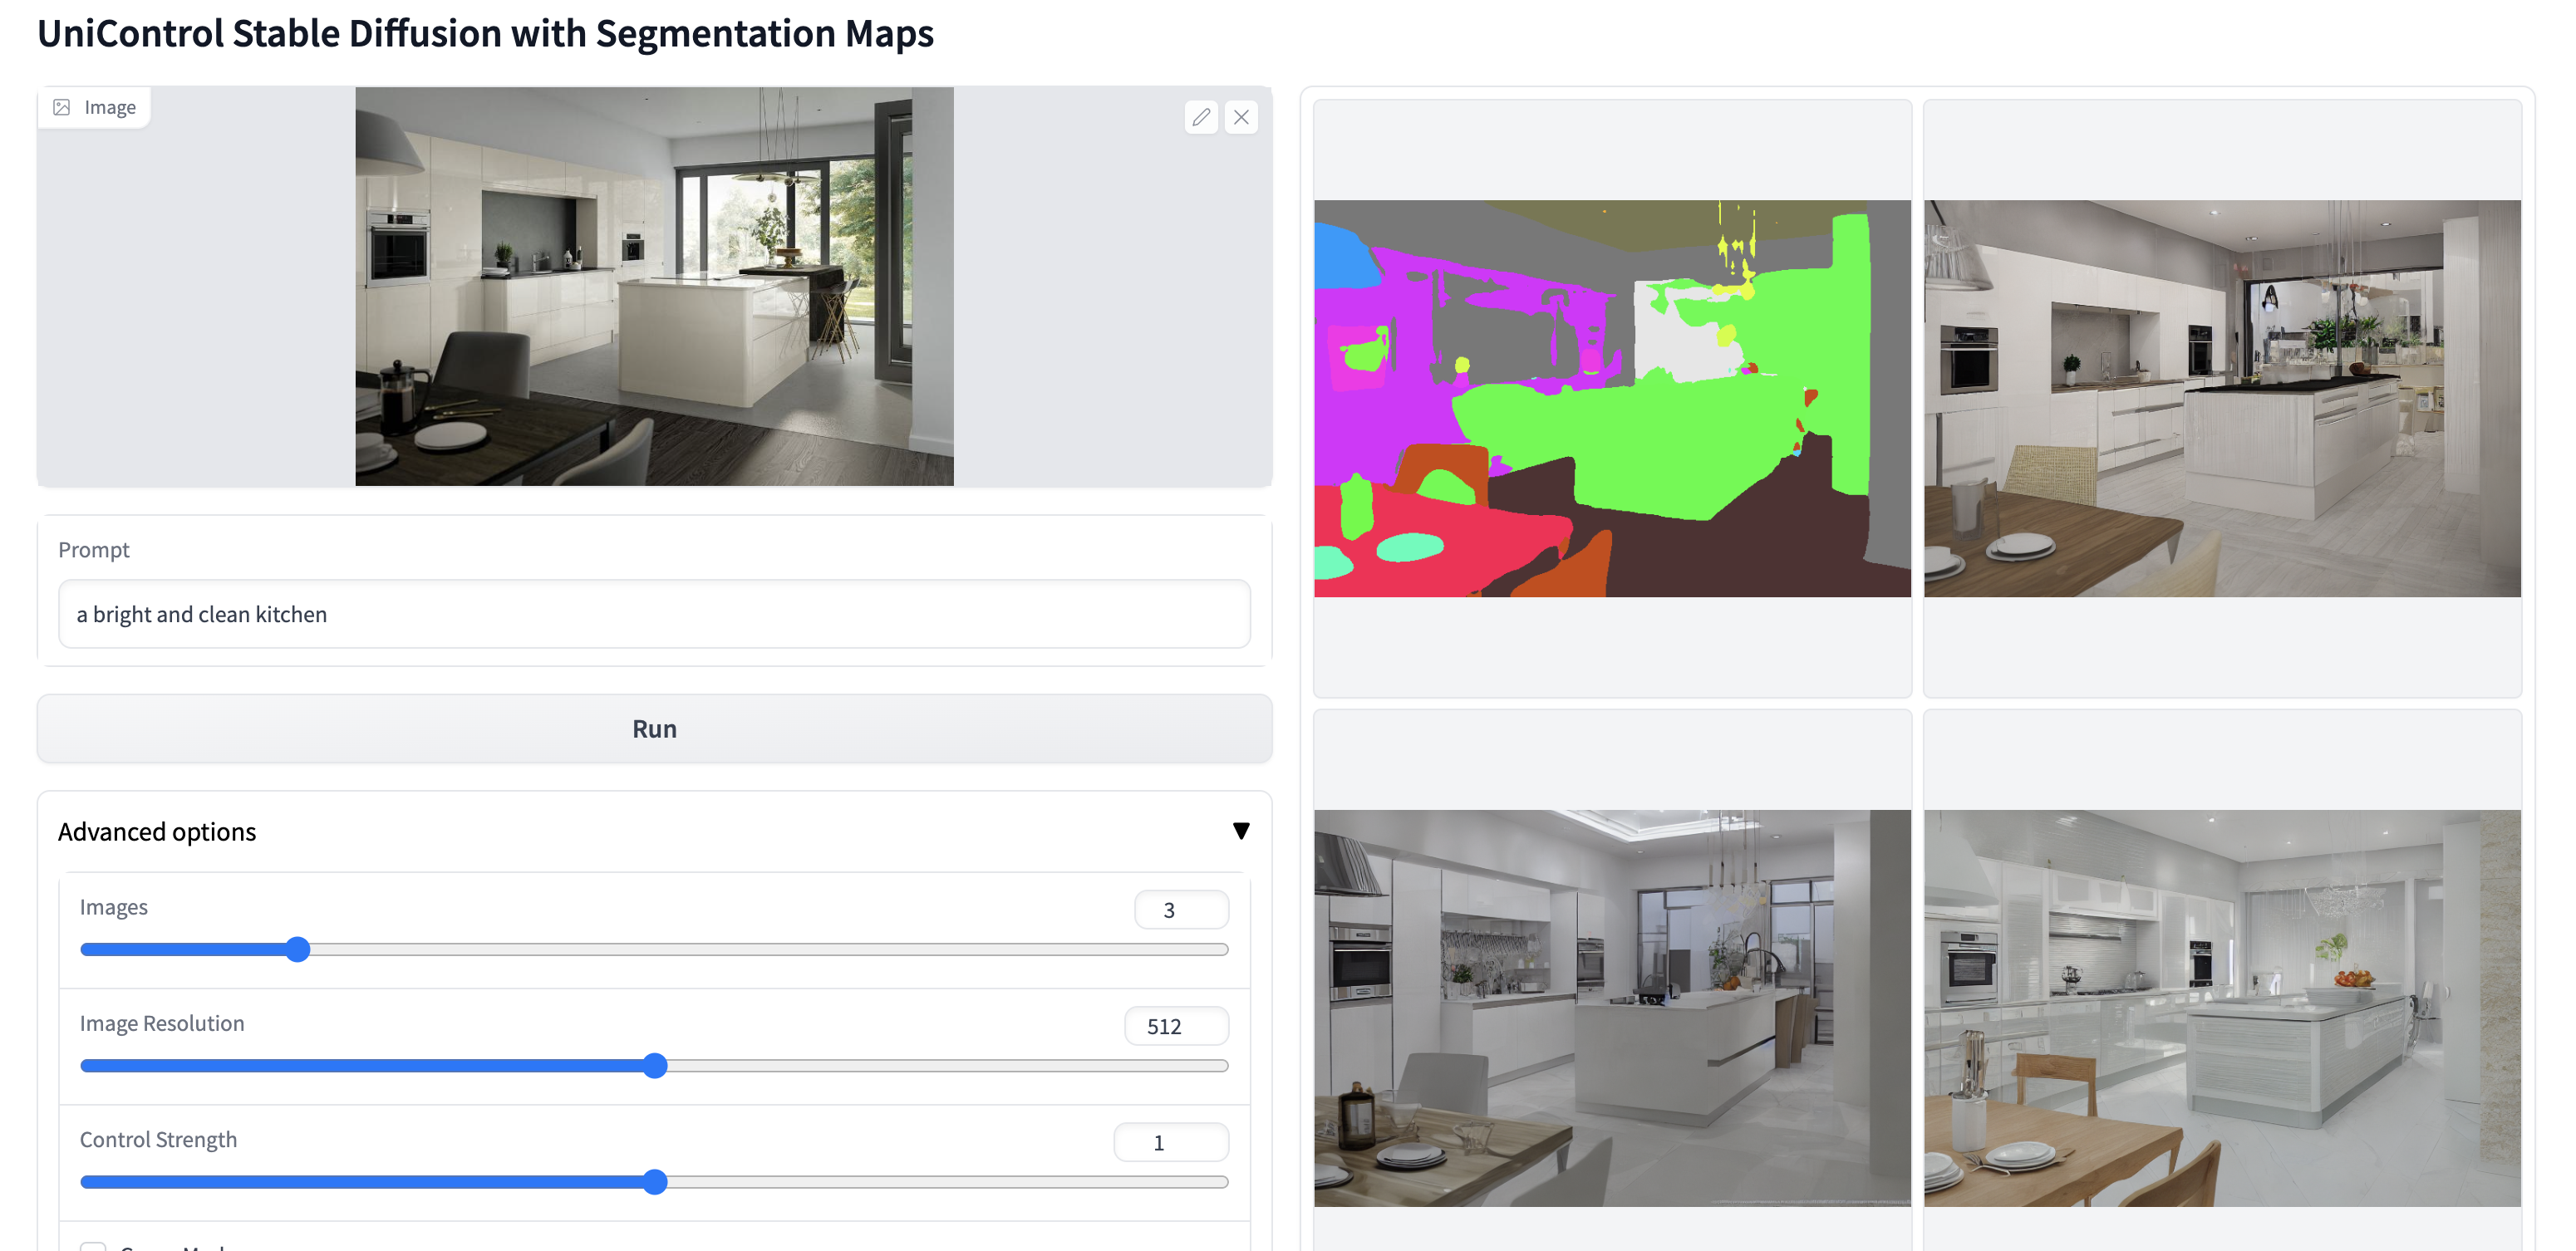 UniControl Stable Diffusion with Segmentation Maps
Image
Prompt
a bright and clean kitchen
Run
Advanced options
Images
3
Image Resolution
512
Control Strength
1